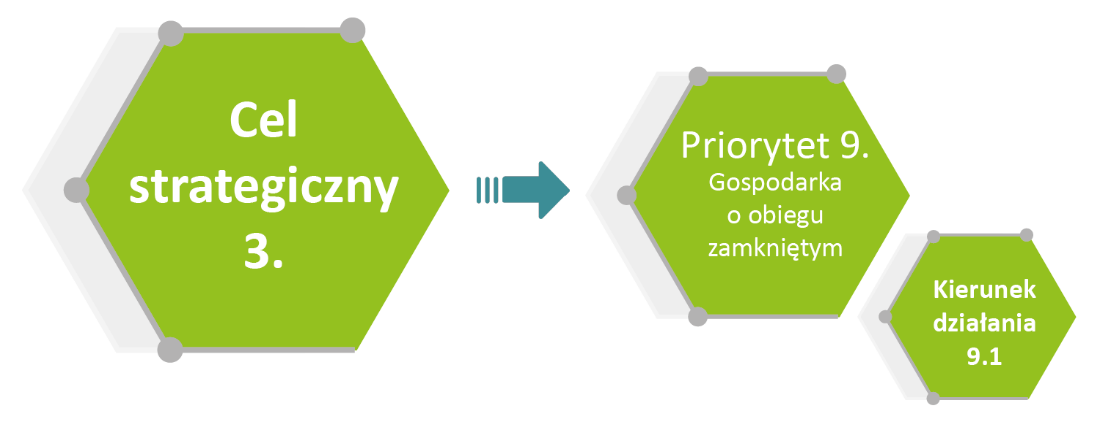 Cel
strategiczny
3.
Priorytet 9.
Gospodarka
o obiegu
zamkniętym
Kierunek
działania
9.1